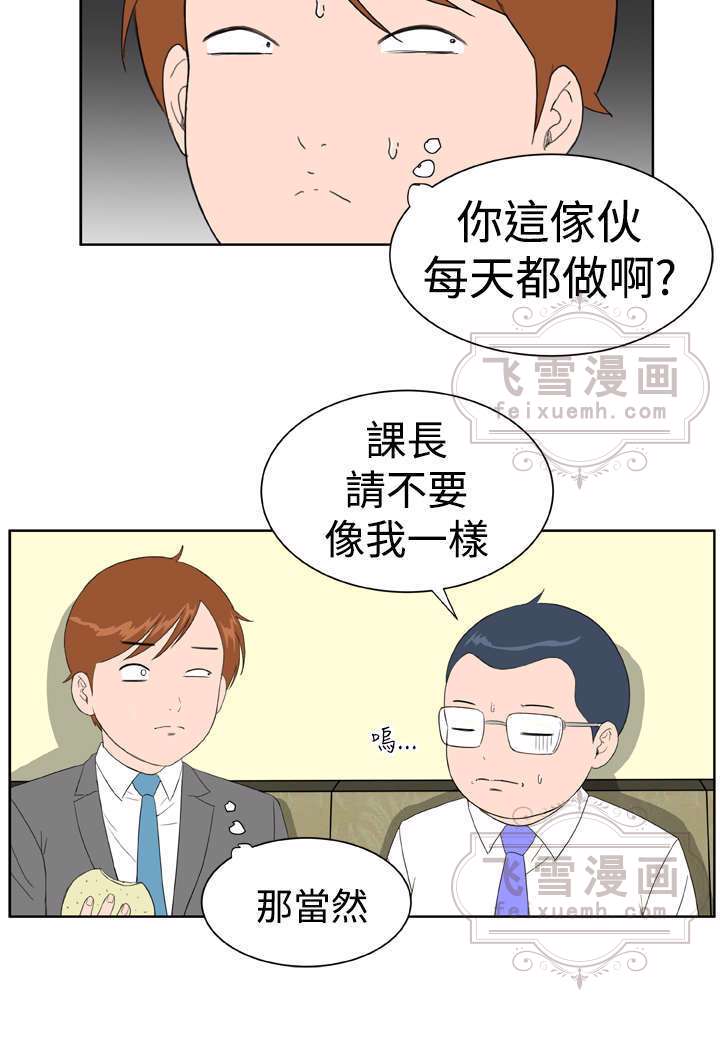 你這傢伙
每天都做啊?
飞雪漫画
feixuemh.com
課長
請不要
像我一樣
嗚...
那當然
飞雪漫画
feixuemh.com